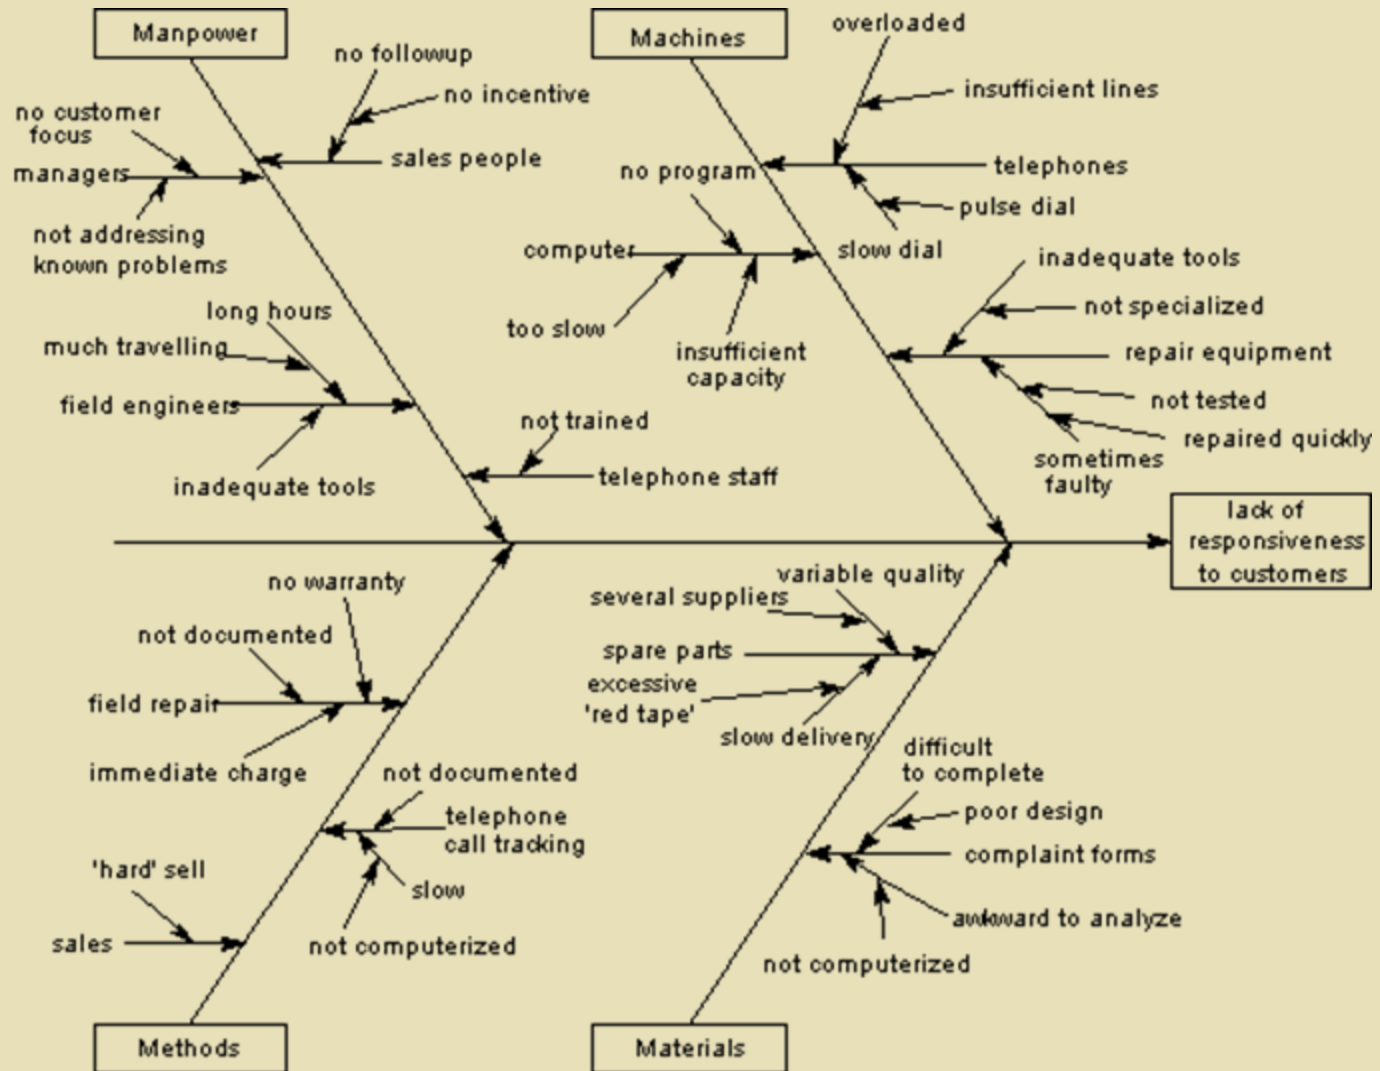 Manpower
Machines
overloaded
no followup
no incentive
insufficient lines
no customer
focus
sales people
managers
no program
telephones
pulse dial
not addressing
known problems
computer
slow dial
inadequate tools
long hours
not specialized
too slow
much travelling
insufficient
capacity
repair equipment
field engineers
not tested
not trained
repaired quickly
sometimes
faulty
inadequate tools
telephone staff
lack of
responsiveness
to customers
no warranty
variable quality
several suppliers
not documented
spare parts
excessive
'red tape'
field repair
slow delivery
difficult
to complete
immediate charge
not documented
poor design
telephone
call tracking
complaint forms
'hard' sell
slow
awkward to analyze
sales
not computerized
not computerized
Methods
Materials